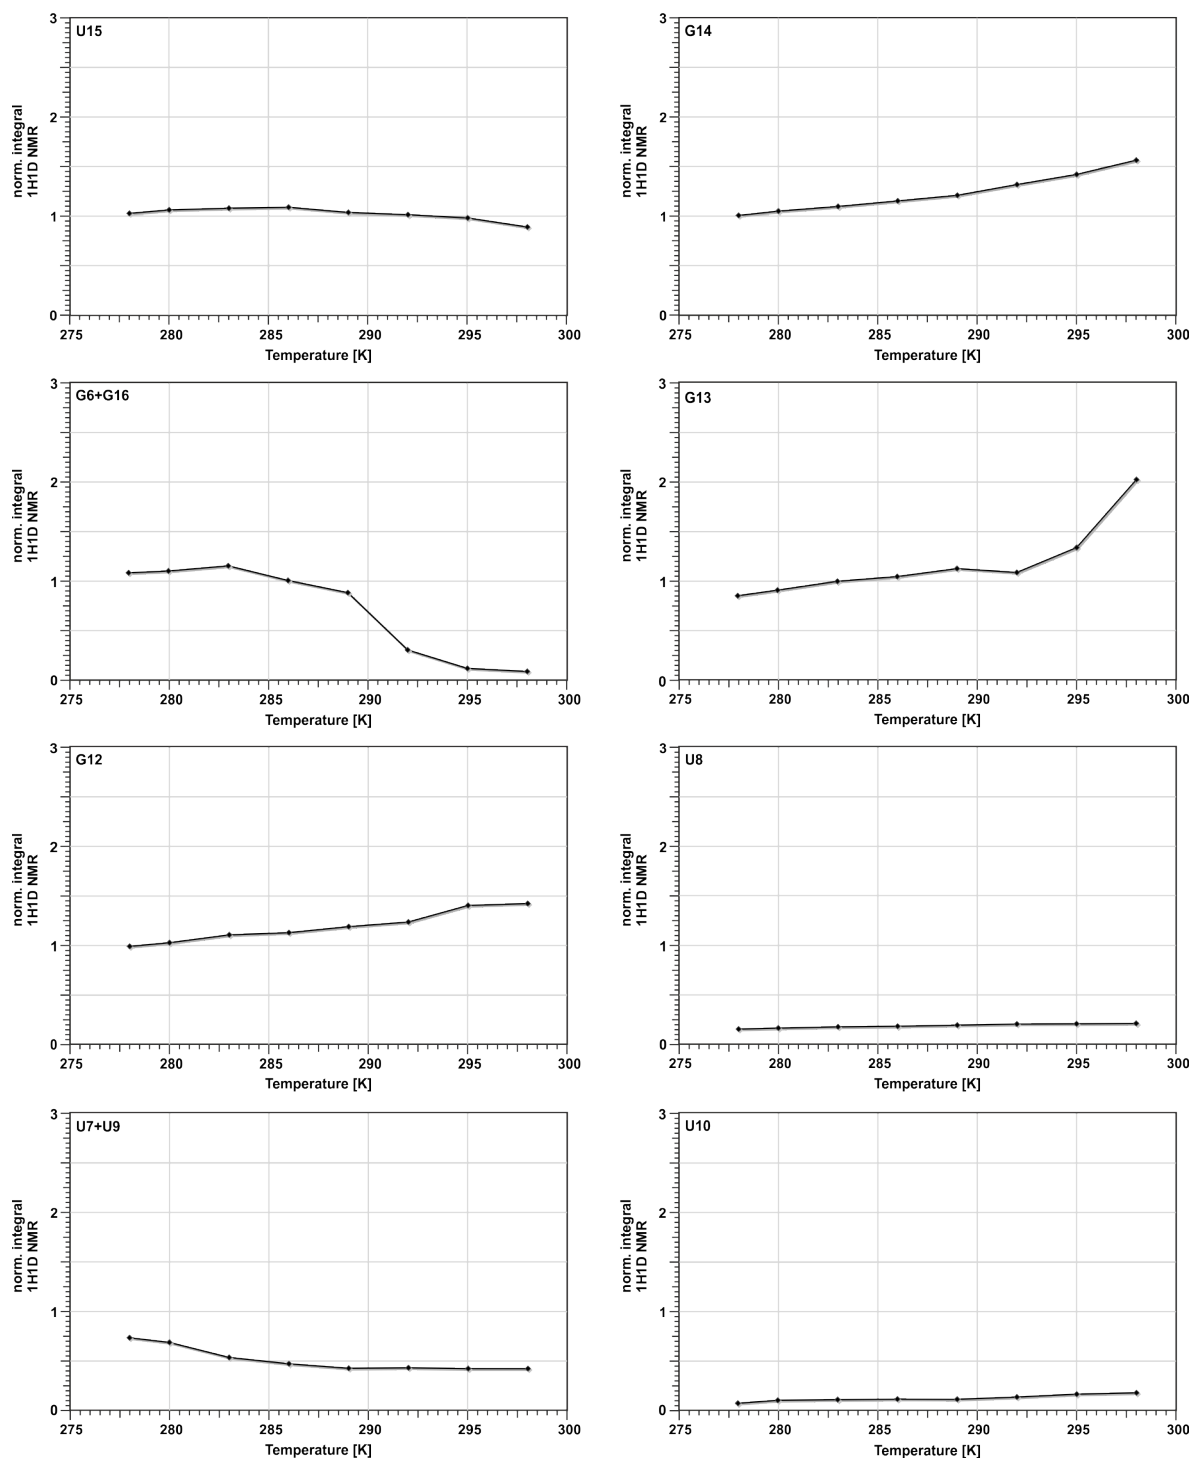 U15
3
2
1
0
norm. integral
1H1D NMR
275 280 285 290 295 300
Temperature [K]
G14
3
2
1
0
norm. integral
1H1D NMR
275 280 285 290 295 300
Temperature [K]
G6+G16
3
2
1
0
norm. integral
1H1D NMR
275 280 285 290 295 300
Temperature [K]
G13
3
2
1
0
norm. integral
1H1D NMR
275 280 285 290 295 300
Temperature [K]
G12
3
2
1
0
norm. integral
1H1D NMR
275 280 285 290 295 300
Temperature [K]
U8
3
2
1
0
norm. integral
1H1D NMR
275 280 285 290 295 300
Temperature [K]
U7+U9
3
2
1
0
norm. integral
1H1D NMR
275 280 285 290 295 300
Temperature [K]
U10
3
2
1
0
norm. integral
1H1D NMR
275 280 285 290 295 300
Temperature [K]